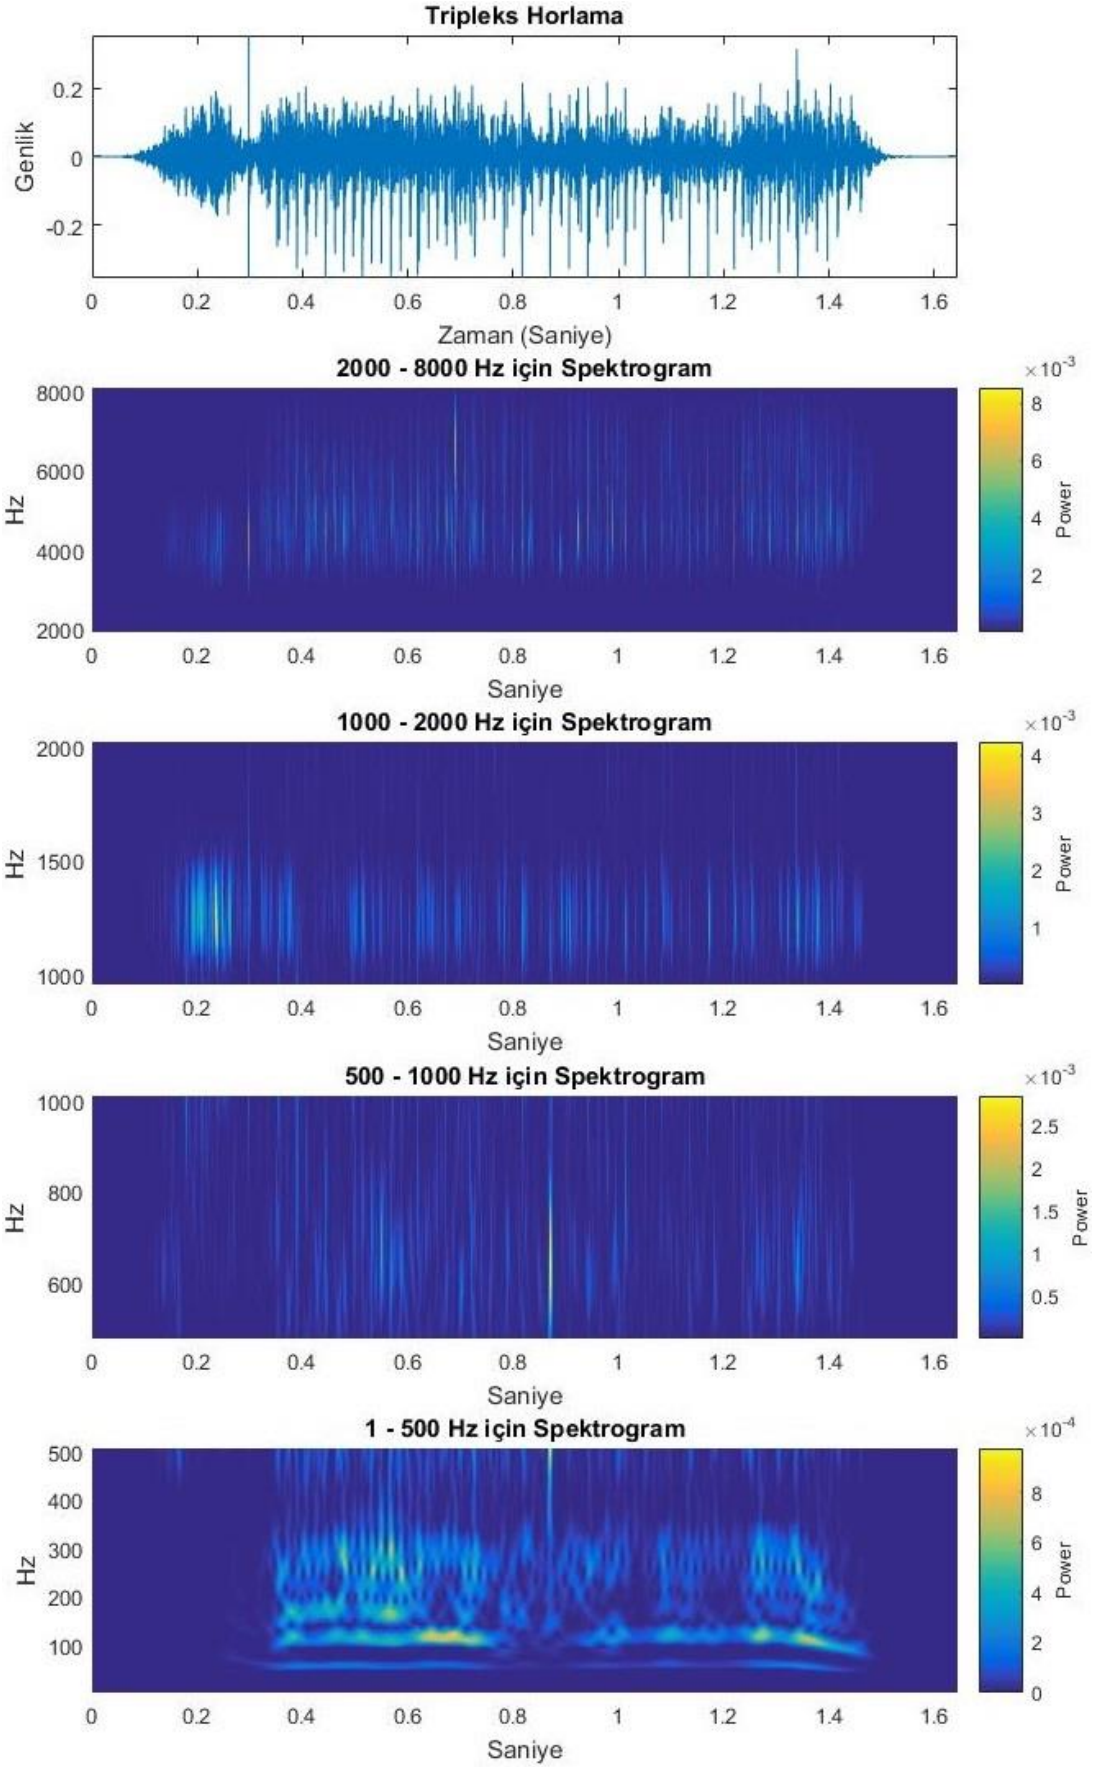 Tripleks Horlama
0.2
0
-0.2
Genlik
0 0.2 0.4 0.6 0.8 1 1.2 1.4 1.6
Zaman (Saniye)
2000 - 8000 Hz için Spektrogram
×10-3
8000
6000
4000
2000
Hz
8
6
4
2
Power
0 0.2 0.4 0.6 0.8 1 1.2 1.4 1.6
Saniye
1000 - 2000 Hz için Spektrogram
×10-3
2000
1500
1000
Hz
4
3
2
1
Power
0 0.2 0.4 0.6 0.8 1 1.2 1.4 1.6
Saniye
500 - 1000 Hz için Spektrogram
×10-3
1000
800
600
Hz
2.5
2
1.5
1
0.5
Power
0 0.2 0.4 0.6 0.8 1 1.2 1.4 1.6
Saniye
1 - 500 Hz için Spektrogram
×10-4
500
400
300
200
100
Hz
8
6
4
2
0
Power
0 0.2 0.4 0.6 0.8 1 1.2 1.4 1.6
Saniye